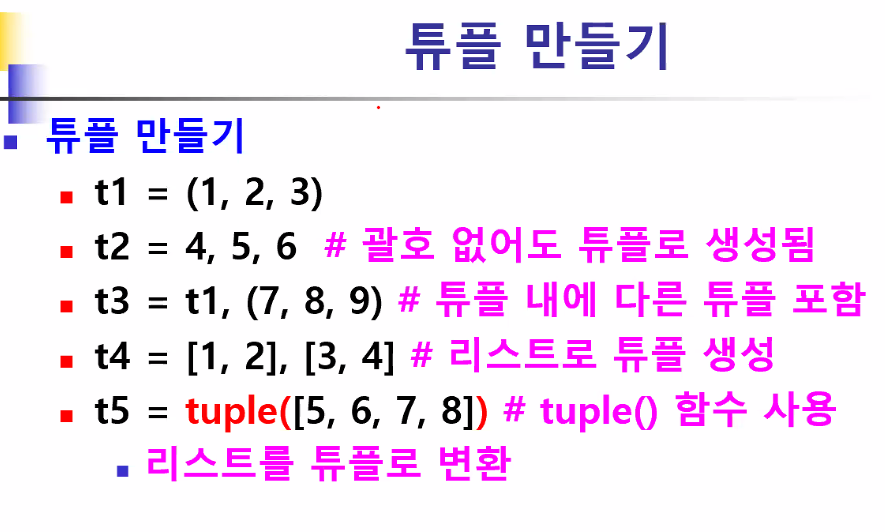 튜플 만들기
튜플 만들기
t1 = (1, 2, 3)
t2 = 4, 5, 6 # 괄호 없어도 튜플로 생성됨
t3 = t1, (7, 8, 9) # 튜플 내에 다른 튜플 포함
t4 = [1, 2], [3, 4] # 리스트로 튜플 생성
t5 = tuple([5, 6, 7, 8]) # tuple() 함수 사용
리스트를 튜플로 변환